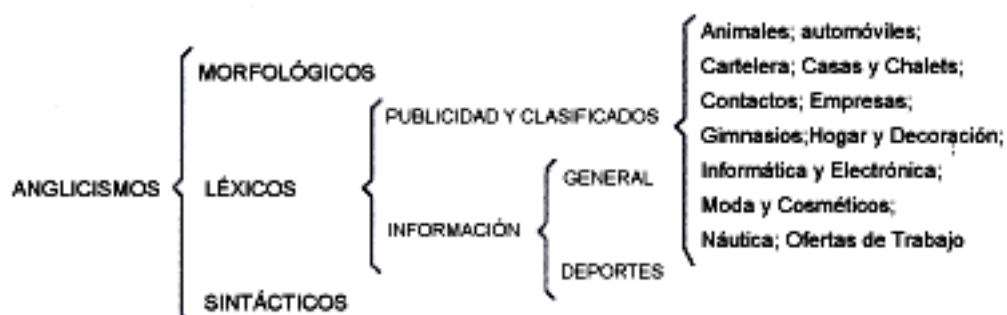 ANGLICISMOS
MORFOLÓGICOS
LÉXICOS
SINTÁCTICOS
PUBLICIDAD Y CLASIFICADOS
INFORMACIÓN
GENERAL
DEPORTES
Animales; automóviles;
Cartelera; Casas y Chalets;
Contactos; Empresas;
Gimnasios;Hogar y Decoración;
Informática y Electrónica;
Moda y Cosméticos;
Náutica; Ofertas de Trabajo